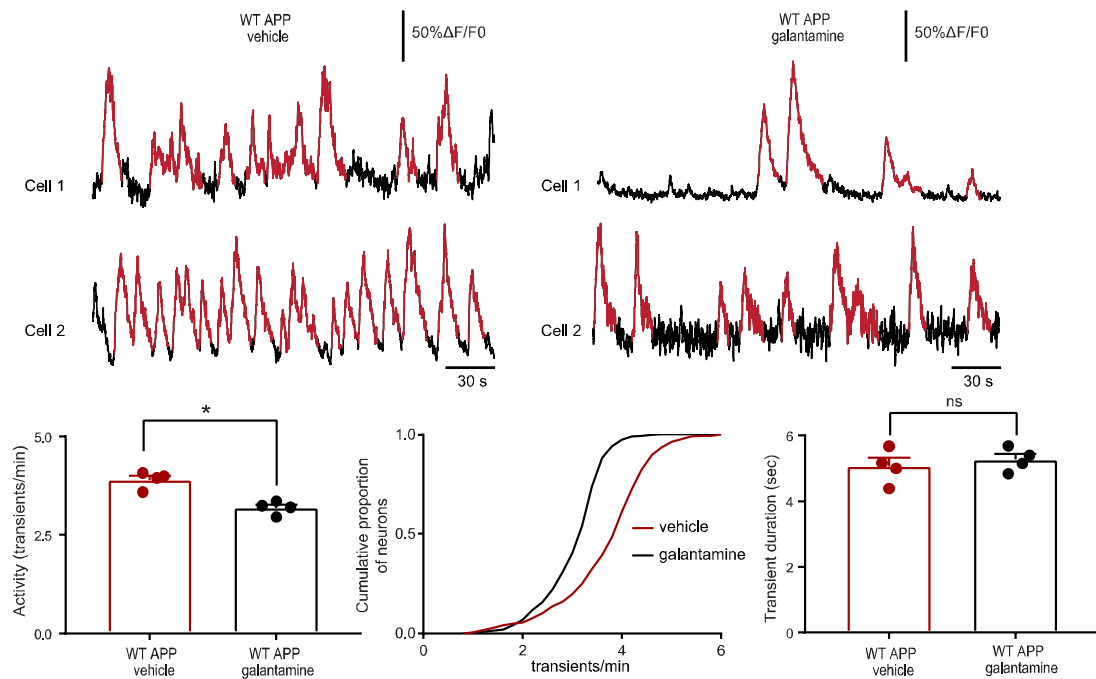 WT APP
vehicle
50%ΔF/F0
WT APP
galantamine
50%ΔF/F0
Cell 1
Cell 1
Cell 2
Cell 2
30 s
30 s
Activity (transients/min)
5.0
2.5
0.0
*
WT APP
vehicle
WT APP
galantamine
Cumulative proportion
of neurons
1.0
0.5
0.0
vehicle
galantamine
0
2
4
6
transients/min
Transient duration (sec)
6
4
2
0
ns
WT APP
vehicle
WT APP
galantamine